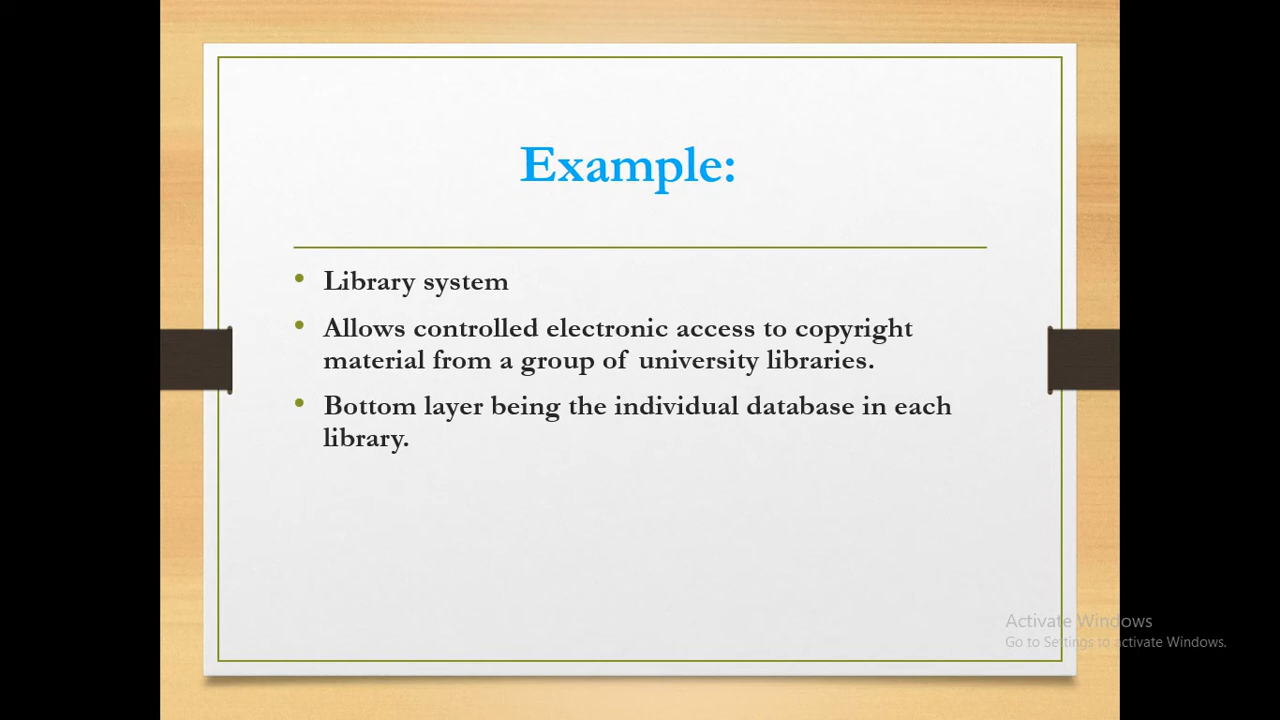 Example:
• Library system
• Allows controlled electronic access to copyright
material from a group of university libraries.
• Bottom layer being the individual database in each
library.
Activate Windows
Go to Settings to activate Windows.